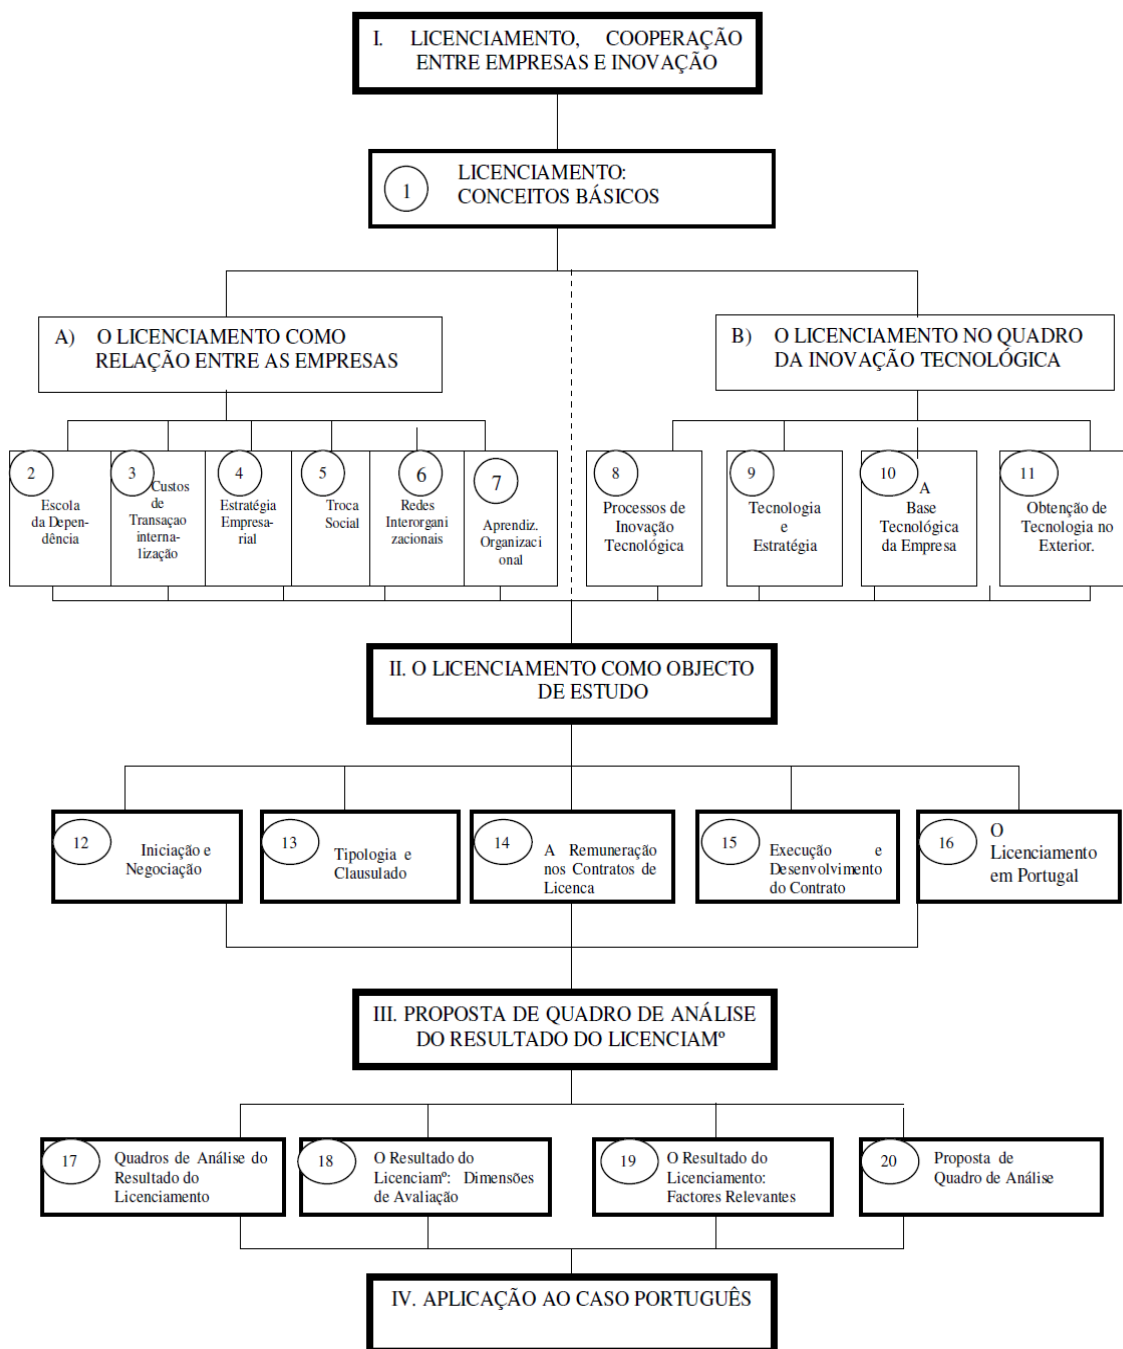 I. LICENCIAMENTO, COOPERAÇÃO
ENTRE EMPRESAS E INOVAÇÃO
1
LICENCIAMENTO:
CONCEITOS BÁSICOS
A) O LICENCIAMENTO COMO
RELAÇÃO ENTRE AS EMPRESAS
B) O LICENCIAMENTO NO QUADRO
DA INOVAÇÃO TECNOLÓGICA
2
Escola
da Depen-
dência
3
Custos
de
Transaçao
interna-
lização
4
Estratégia
Empresa-
rial
5
Troca
Social
6
Redes
Interorgani
zacionais
7
Aprendiz.
Organizaci
onal
8
Processos de
Inovação
Tecnológica
9
Tecnologia
e
Estratégia
10
A
Base
Tecnológica
da Empresa
11
Obtenção de
Tecnologia no
Exterior.
II. O LICENCIAMENTO COMO OBJECTO
DE ESTUDO
12
Iniciação e
Negociação
13
Tipologia e
Clausulado
14
A Remuneração
nos Contratos de
Licenca
15
Execução e
Desenvolvimento
do Contrato
16
O
Licenciamento
em Portugal
III. PROPOSTA DE QUADRO DE ANÁLISE
DO RESULTADO DO LICENCIAMº
17
Quadros de Análise do
Resultado do
Licenciamento
18
O Resultado do
Licenciamº: Dimensões
de Avaliação
19
O Resultado do
Licenciamento:
Factores Relevantes
20
Proposta de
Quadro de Análise
IV. APLICAÇÃO AO CASO PORTUGUÊS